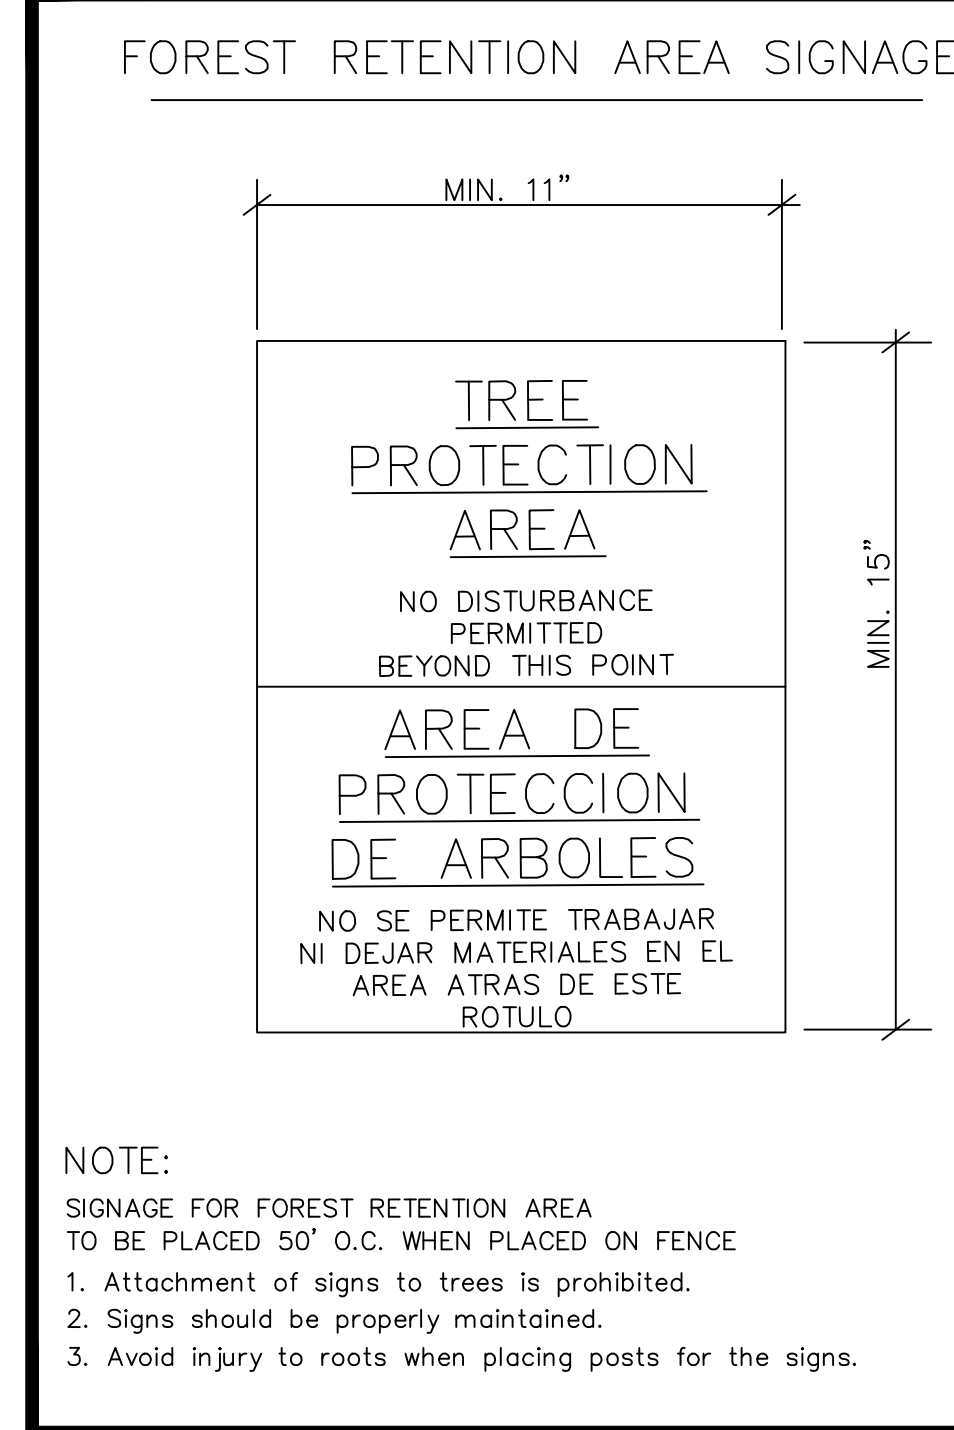 FOREST RETENTION AREA SIGNAGE
MIN. 11”
TREE
PROTECTION
AREA
NO DISTURBANCE
PERMITTED
BEYOND THIS POINT
MIN. 15”
AREA DE
PROTECCION
DE ARBOLES
NO SE PERMITE TRABAJAR
NI DEJAR MATERIALES EN EL
AREA ATRAS DE ESTE
ROTULO
NOTE:
SIGNAGE FOR FOREST RETENTION AREA
TO BE PLACED 50’ O.C. WHEN PLACED ON FENCE
1. Attachment of signs to trees is prohibited.
2. Signs should be properly maintained.
3. Avoid injury to roots when placing posts for the signs.